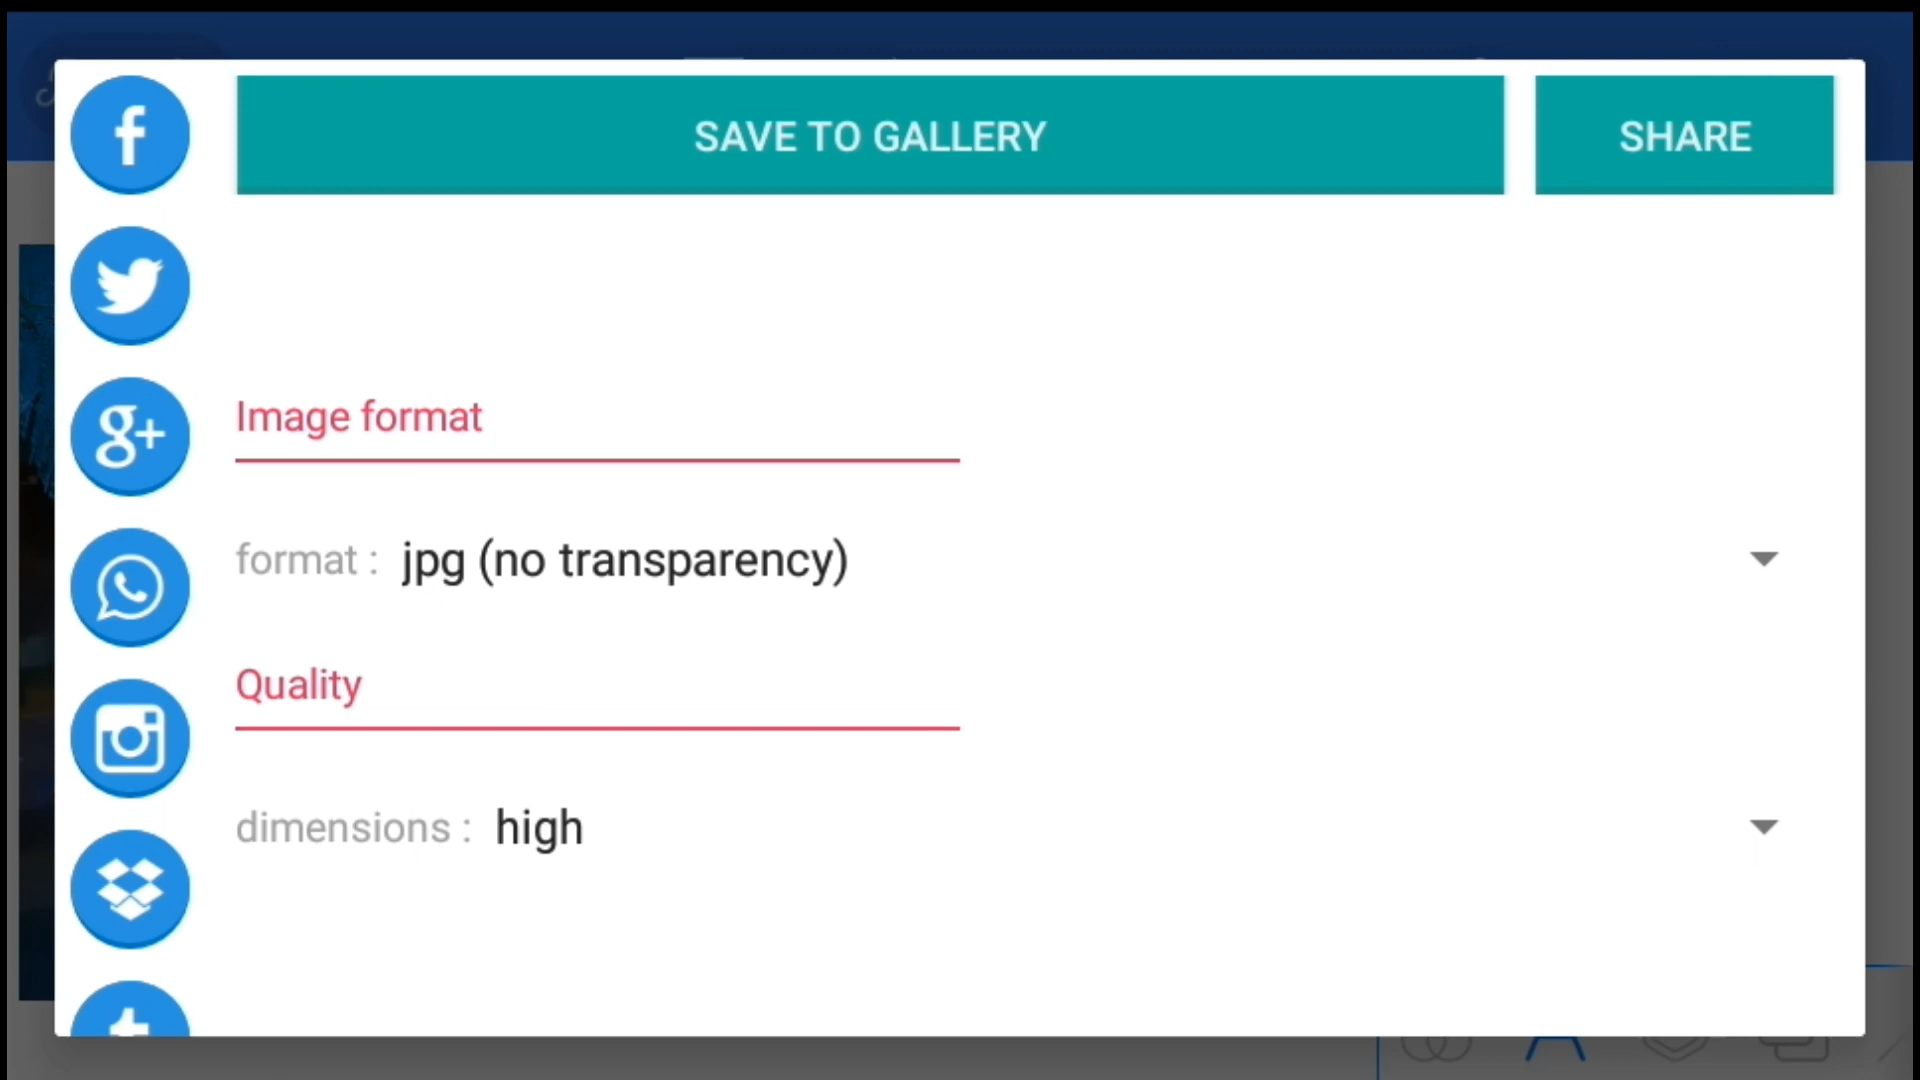 SAVE TO GALLERY
SHARE
Image format
format : jpg (no transparency)
Quality
dimensions : high